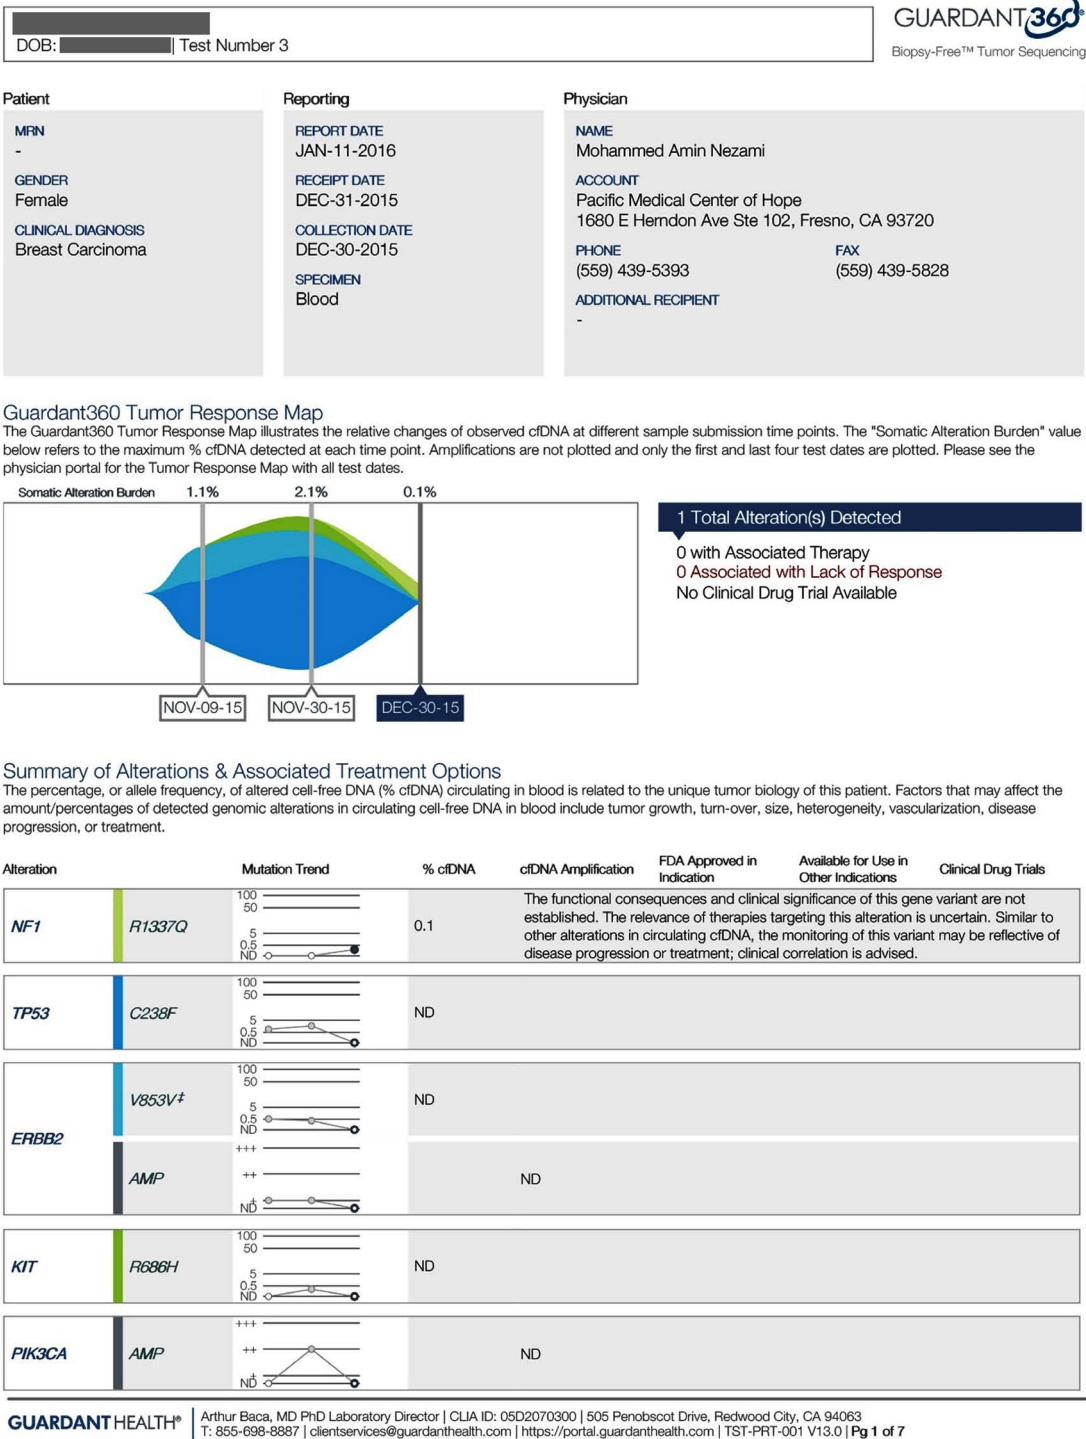 DOB: | Test Number 3
GUARDANT360®
Biopsy-Free™ Tumor Sequencing
Patient
MRN
-
GENDER
Female
CLINICAL DIAGNOSIS
Breast Carcinoma
Reporting
REPORT DATE
JAN-11-2016
RECEIPT DATE
DEC-31-2015
COLLECTION DATE
DEC-30-2015
SPECIMEN
Blood
Physician
NAME
Mohammed Amin Nezami
ACCOUNT
Pacific Medical Center of Hope
1680 E Herndon Ave Ste 102, Fresno, CA 93720
PHONE FAX
(559) 439-5393 (559) 439-5828
ADDITIONAL RECIPIENT
-
Guardant360 Tumor Response Map
The Guardant360 Tumor Response Map illustrates the relative changes of observed cfDNA at different sample submission time points. The "Somatic Alteration Burden" value
below refers to the maximum % cfDNA detected at each time point. Amplifications are not plotted and only the first and last four test dates are plotted. Please see the
physician portal for the Tumor Response Map with all test dates.
Somatic Alteration Burden 1.1% 2.1% 0.1%
NOV-09-15 NOV-30-15 DEC-30-15
1 Total Alteration(s) Detected
0 with Associated Therapy
0 Associated with Lack of Response
No Clinical Drug Trial Available
Summary of Alterations & Associated Treatment Options
The percentage, or allele frequency, of altered cell-free DNA (% cfDNA) circulating in blood is related to the unique tumor biology of this patient. Factors that may affect the
amount/percentages of detected genomic alterations in circulating cell-free DNA in blood include tumor growth, turn-over, size, heterogeneity, vascularization, disease
progression, or treatment.
Alteration Mutation Trend % cfDNA cfDNA Amplification FDA Approved in Indication Available for Use in Other Indications Clinical Drug Trials
NF1 R1337Q
100
50
5
0.5
ND
0.1
The functional consequences and clinical significance of this gene variant are not
established. The relevance of therapies targeting this alteration is uncertain. Similar to
other alterations in circulating cfDNA, the monitoring of this variant may be reflective of
disease progression or treatment; clinical correlation is advised.
TP53 C238F
100
50
5
0.5
ND
ND
ERBB2
V853V‡
100
50
5
0.5
ND
ND
AMP
+++
++
+
ND
ND
KIT R686H
100
50
5
0.5
ND
ND
PIK3CA AMP
+++
++
+
ND
ND
GUARDANT HEALTH®
Arthur Baca, MD PhD Laboratory Director | CLIA ID: 05D2070300 | 505 Penobscot Drive, Redwood City, CA 94063
T: 855-698-8887 | clientservices@guardanthealth.com | https://portal.guardanthealth.com | TST-PRT-001 V13.0 | Pg 1 of 7